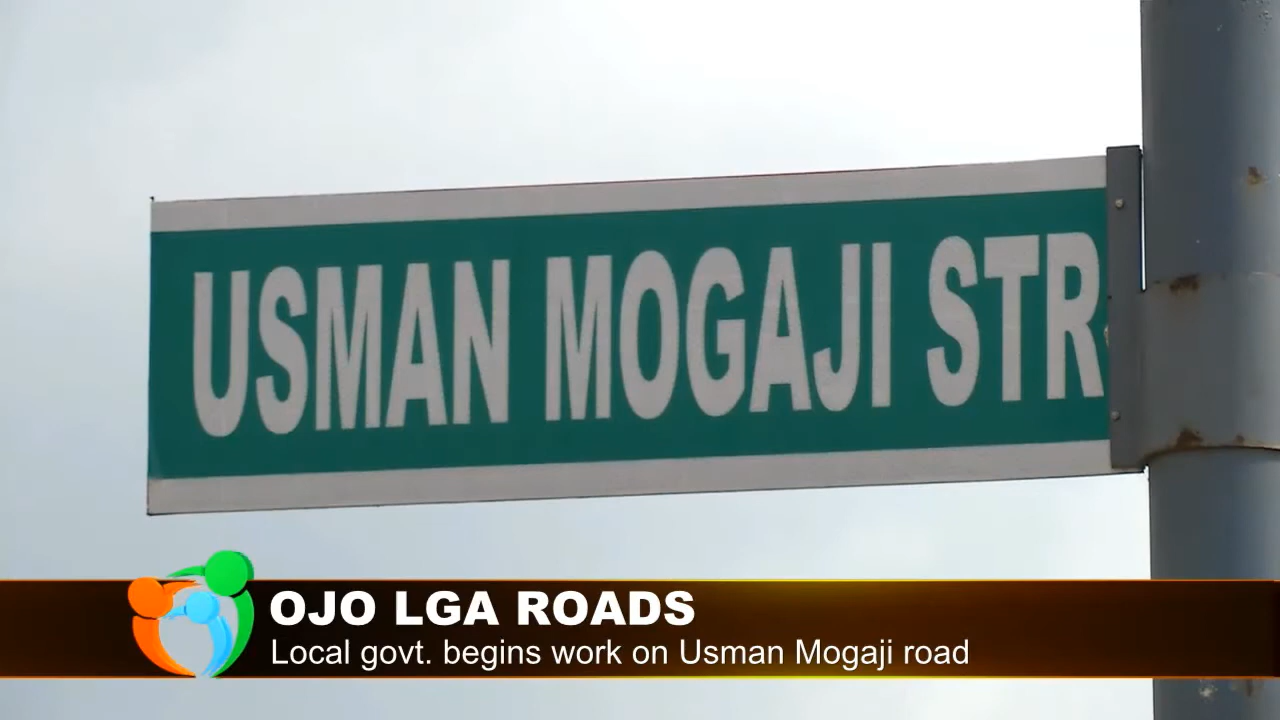 USMAN MOGAJI STR
OJO LGA ROADS
Local govt. begins work on Usman Mogaji road